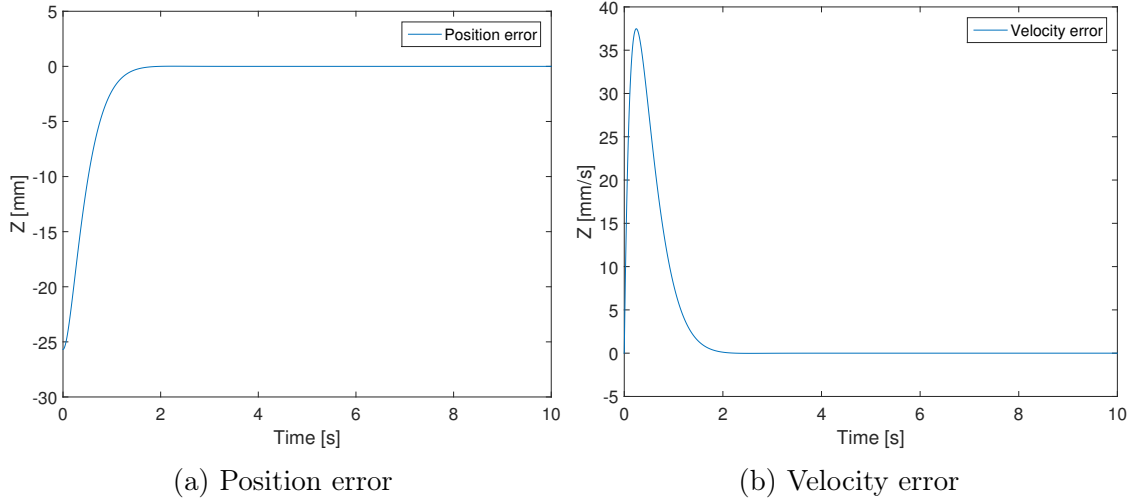 5
0
-5
-10
-15
-20
-25
-30
Z [mm]
0 2 4 6 8 10
Time [s]
Position error
(a) Position error
40
35
30
25
20
15
10
5
0
-5
Z [mm/s]
0 2 4 6 8 10
Time [s]
Velocity error
(b) Velocity error